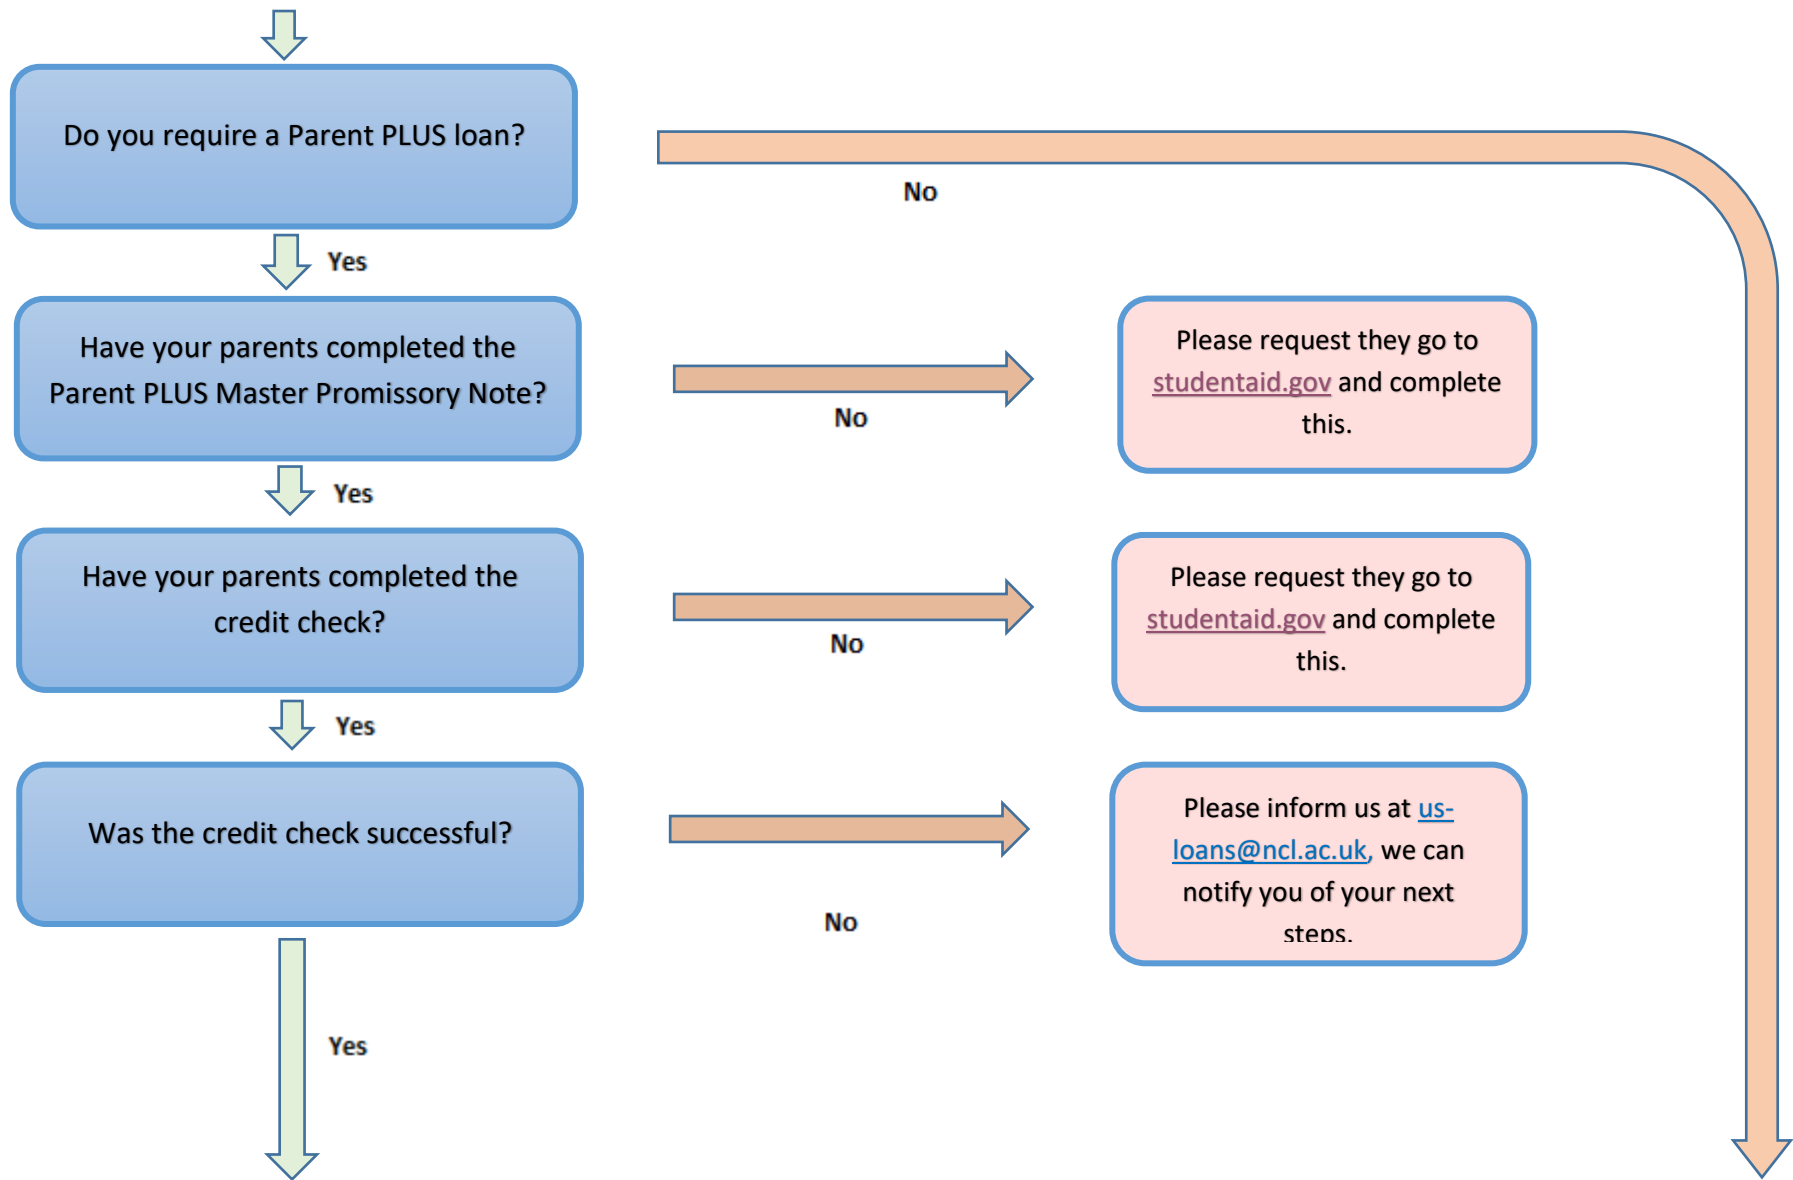 Do you require a Parent PLUS loan?
No
Yes
Have your parents completed the
Parent PLUS Master Promissory Note?
No
Please request they go to
studentaid.gov and complete
this.
Yes
Have your parents completed the
credit check?
No
Please request they go to
studentaid.gov and complete
this.
Yes
Was the credit check successful?
No
Please inform us at us-
loans@ncl.ac.uk, we can
notify you of your next
steps.
Yes